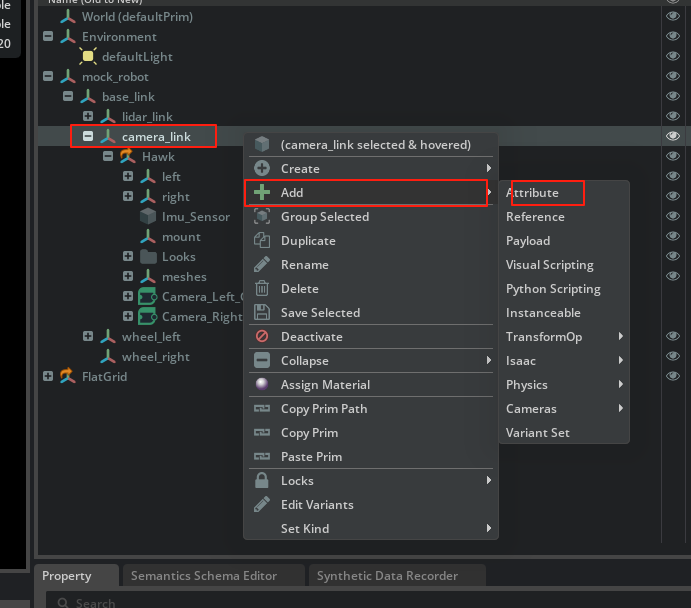 Name (Old to New)
ple
20
World (defaultPrim)
Environment
defaultLight
mock_robot
base_link
lidar_link
camera_link
Hawk
left
right
Imu_Sensor
mount
Looks
meshes
Camera_Left_
Camera_Right
wheel_left
wheel_right
FlatGrid
(camera_link selected & hovered)
Create
Add
Group Selected
Duplicate
Rename
Delete
Save Selected
Deactivate
Collapse
Assign Material
Copy Prim Path
Copy Prim
Paste Prim
Locks
Edit Variants
Set Kind
Attribute
Reference
Payload
Visual Scripting
Python Scripting
Instanceable
TransformOp
Isaac
Physics
Cameras
Variant Set
Property
Semantics Schema Editor
Synthetic Data Recorder
Search